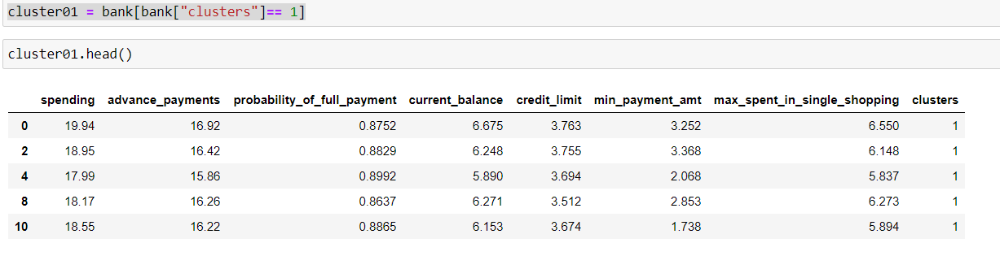 cluster01 = bank[bank["clusters"]== 1]
cluster01.head()
spending advance_payments probability_of_full_payment current_balance credit_limit min_payment_amt max_spent_in_single_shopping clusters
0 19.94 16.92 0.8752 6.675 3.763 3.252 6.550 1
2 18.95 16.42 0.8829 6.248 3.755 3.368 6.148 1
4 17.99 15.86 0.8992 5.890 3.694 2.068 5.837 1
8 18.17 16.26 0.8637 6.271 3.512 2.853 6.273 1
10 18.55 16.22 0.8865 6.153 3.674 1.738 5.894 1